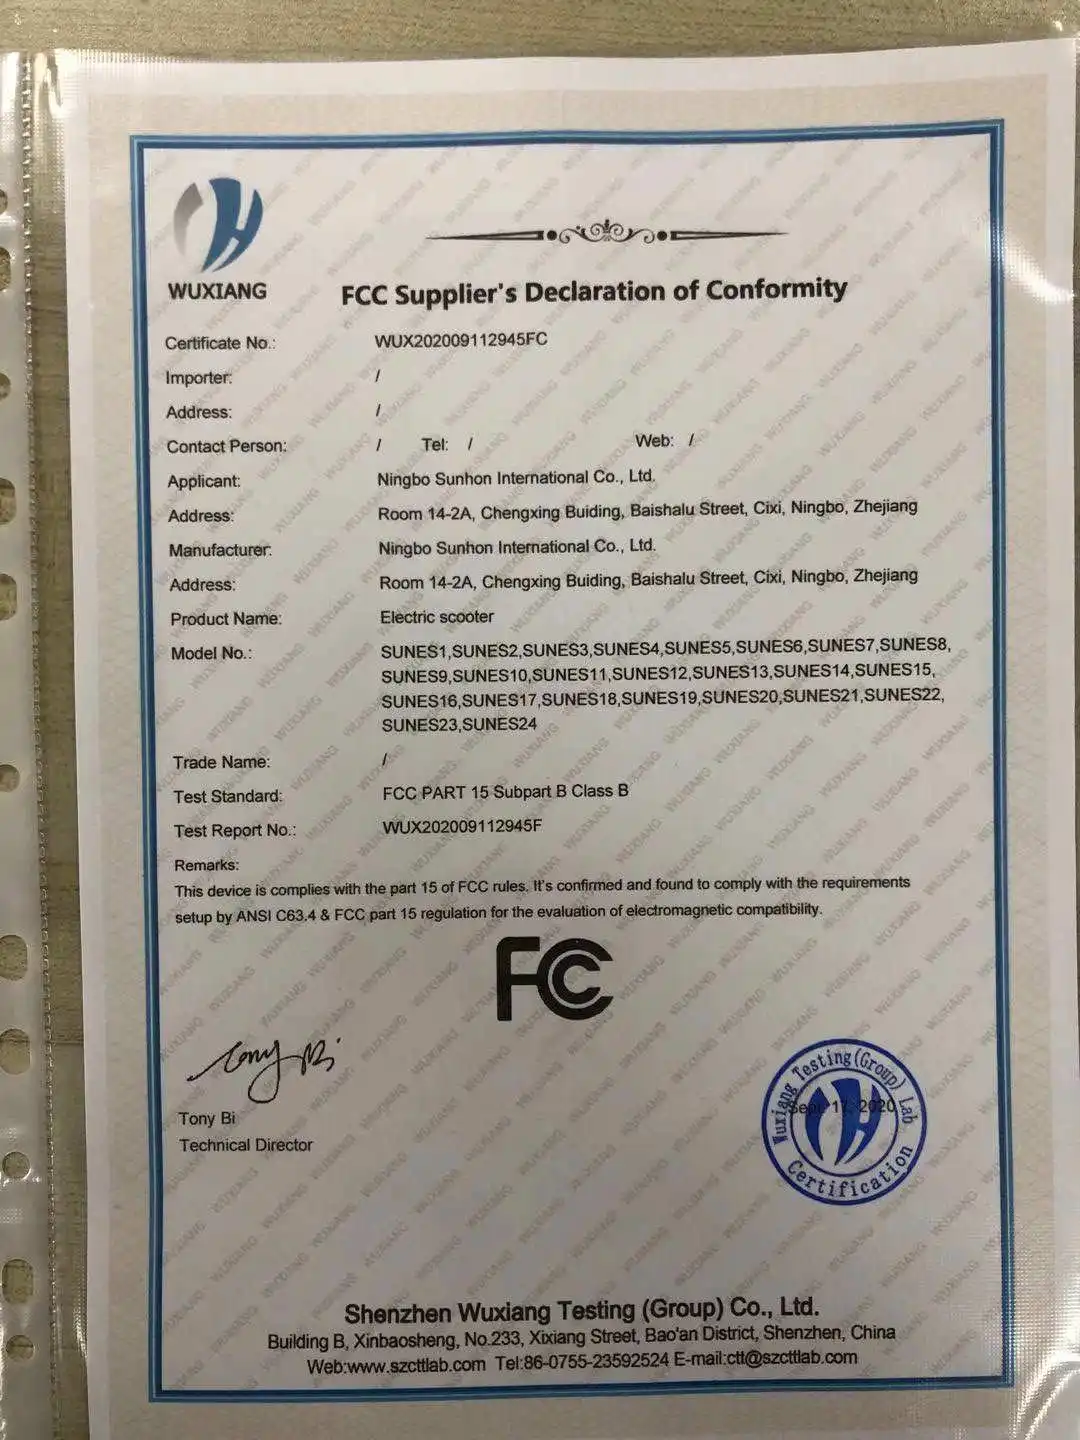 WUXIANG
FCC Supplier's Declaration of Conformity
Certificate No.: WUX202009112945FC
Importer: /
Address: /
Contact Person: / Tel: / Web: /
Applicant: Ningbo Sunhon International Co., Ltd.
Address: Room 14-2A, Chengxing Buiding, Baishalu Street, Cixi, Ningbo, Zhejiang
Manufacturer: Ningbo Sunhon International Co., Ltd.
Address: Room 14-2A, Chengxing Buiding, Baishalu Street, Cixi, Ningbo, Zhejiang
Product Name: Electric scooter
Model No.: SUNES1,SUNES2,SUNES3,SUNES4,SUNES5,SUNES6,SUNES7,SUNES8,
SUNES9,SUNES10,SUNES11,SUNES12,SUNES13,SUNES14,SUNES15,
SUNES16,SUNES17,SUNES18,SUNES19,SUNES20,SUNES21,SUNES22,
SUNES23,SUNES24
Trade Name: /
Test Standard: FCC PART 15 Subpart B Class B
Test Report No.: WUX202009112945F
Remarks:
This device is complies with the part 15 of FCC rules. It's confirmed and found to comply with the requirements
setup by ANSI C63.4 & FCC part 15 regulation for the evaluation of electromagnetic compatibility.
FCC
Tony Bi
Tony Bi
Technical Director
Wuxiang Testing(Group) Lab
Sept. 17, 2020
Certification
Shenzhen Wuxiang Testing (Group) Co., Ltd.
Building B, Xinbaosheng, No.233, Xixiang Street, Bao'an District, Shenzhen, China
Web:www.szcttlab.com Tel:86-0755-23592524 E-mail:ctt@szcttlab.com